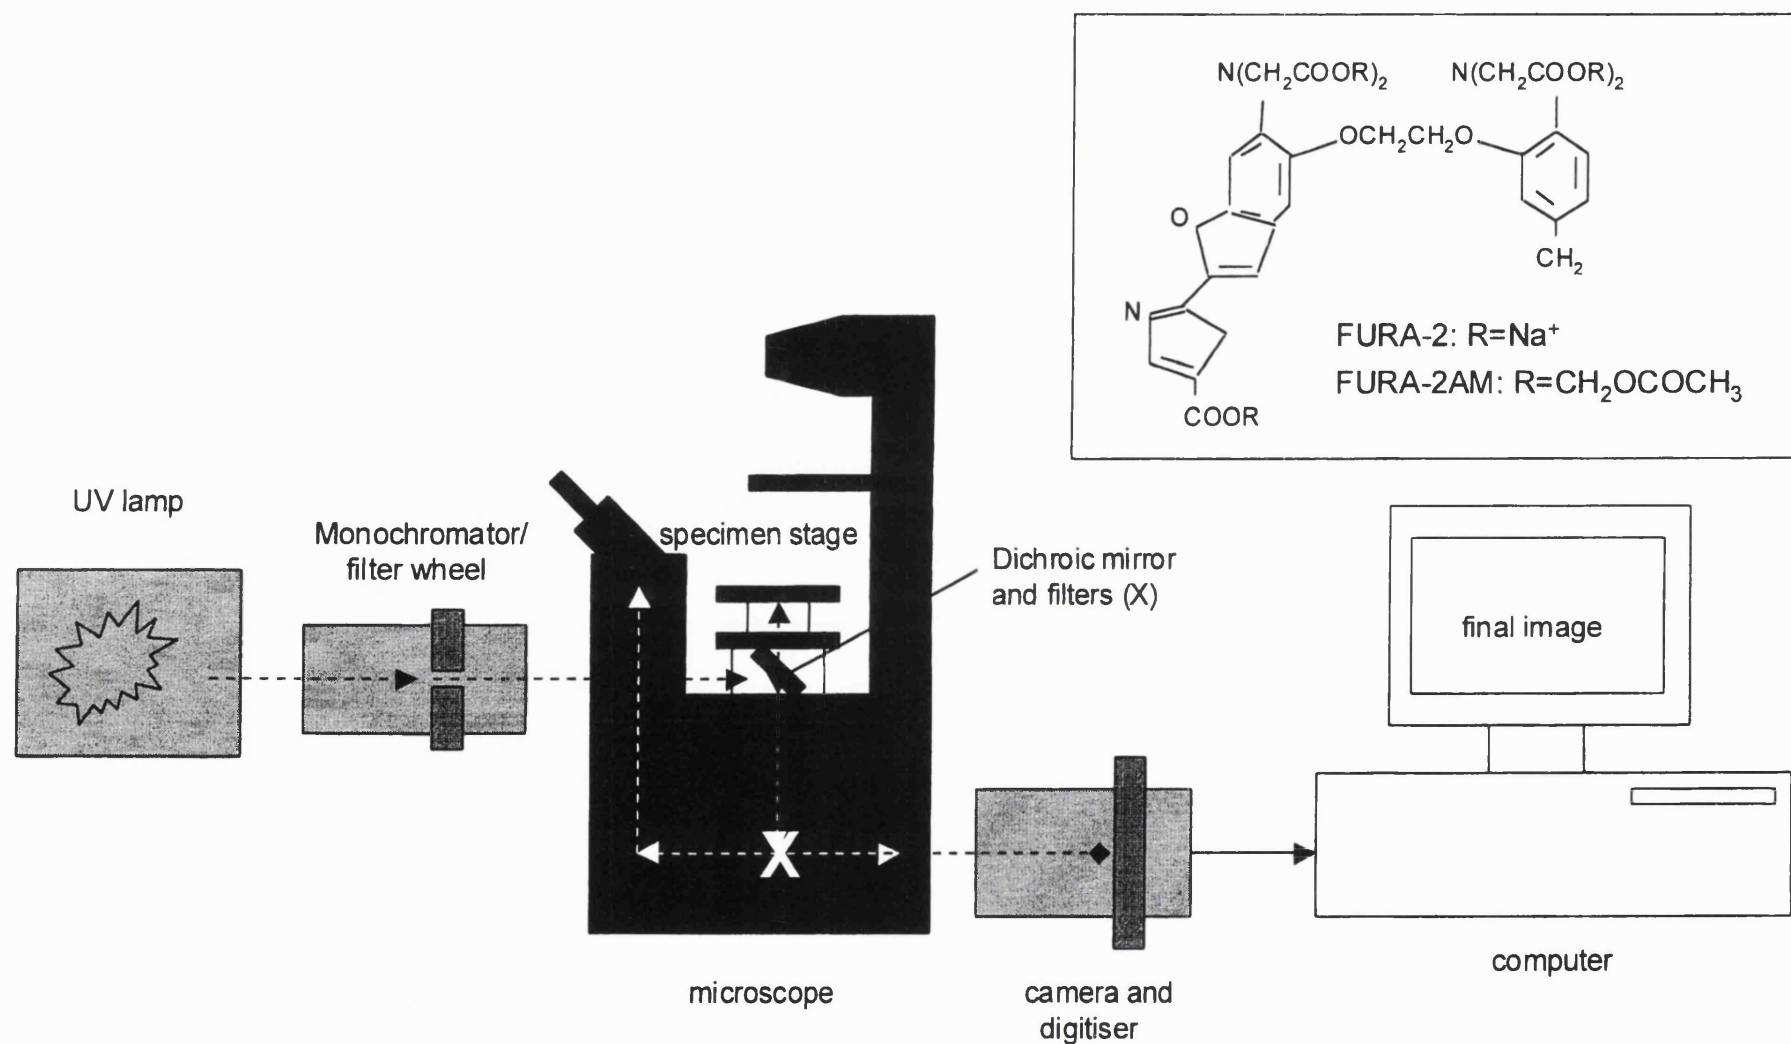 N(CH₂COOR)₂ N(CH₂COOR)₂
OCH₂CH₂O
O
CH₂
N
COOR
FURA-2: R=Na⁺
FURA-2AM: R=CH₂OCOCH₃
UV lamp
Monochromator/
filter wheel
specimen stage
Dichroic mirror
and filters (X)
final image
X
microscope
camera and
digitiser
computer